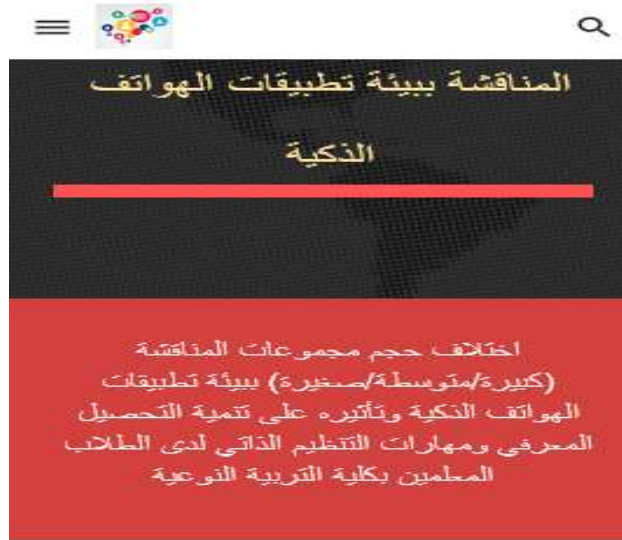 المناقشة ببيئة تطبيقات الهواتف
الذكية
اختلاف حجم مجموعات المناقشة
(كبيرة/متوسطة/صغيرة) ببيئة تطبيقات
الهواتف الذكية وتأثيره على تنمية التحصيل
المعرفي ومهارات التنظيم الذاتي لدى الطلاب
المعلمين بكلية التربية النوعية